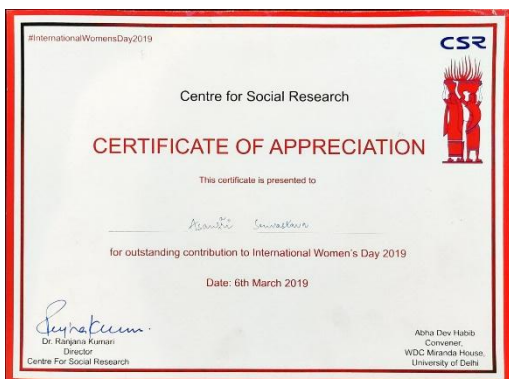 #InternationalWomensDay2019
CSR
Centre for Social Research
CERTIFICATE OF APPRECIATION
This certificate is presented to
for outstanding contribution to International Women's Day 2019
Date: 6th March 2019
Dr. Ranjana Kumari
Director
Centre For Social Research
Abha Dev Habib
Convener,
WDC Miranda House,
University of Delhi